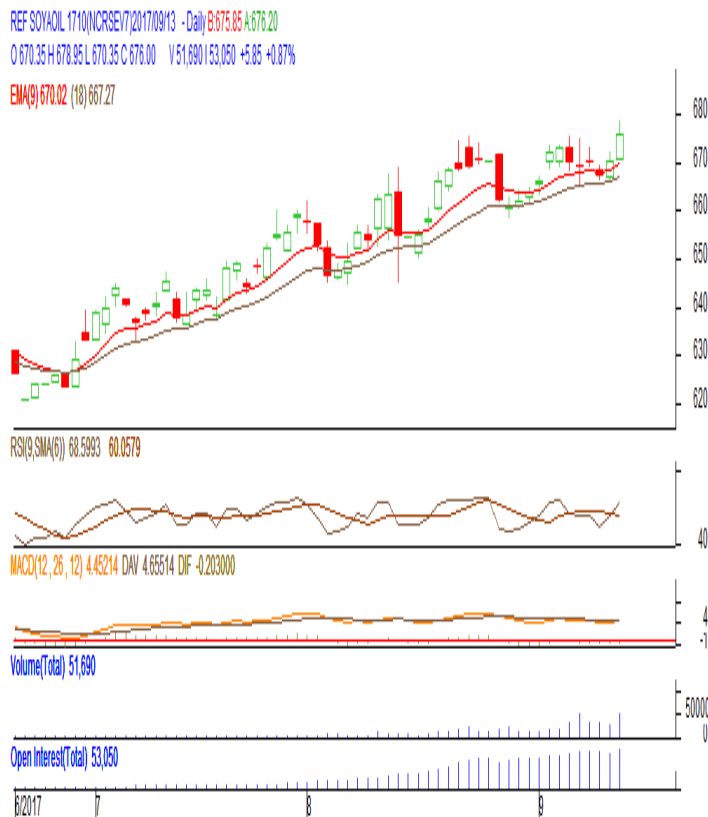 REF SOYAOIL 1710(NCRSEV7)2017/09/13 - Daily B:675.85 A:676.20
O 670.35 H 678.95 L 670.35 C 676.00 V 51,690 I 53,050 +5.85 +0.87%
EMA(9) 670.02 (18) 667.27
680
670
660
650
640
630
620
RSI(9,SMA(6)) 68.5993 60.0579
40
MACD(12 , 26 , 12) 4.45214 DAV 4.65514 DIF -0.203000
4
-1
Volume(Total) 51,690
50000
Open Interest(Total) 53,050
6/2017 7 8 9